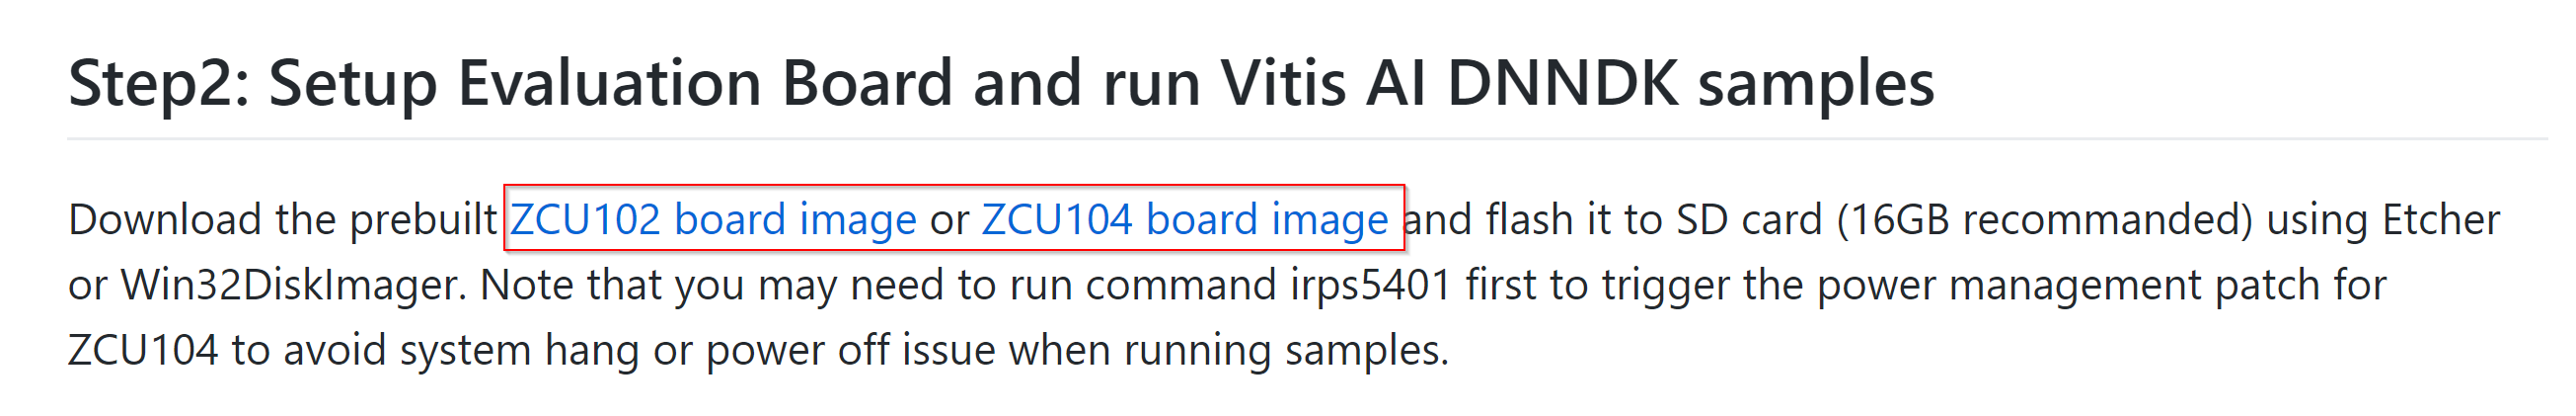 Step2: Setup Evaluation Board and run Vitis AI DNNDK samples
Download the prebuilt ZCU102 board image or ZCU104 board image and flash it to SD card (16GB recommanded) using Etcher
or Win32DiskImager. Note that you may need to run command irps5401 first to trigger the power management patch for
ZCU104 to avoid system hang or power off issue when running samples.